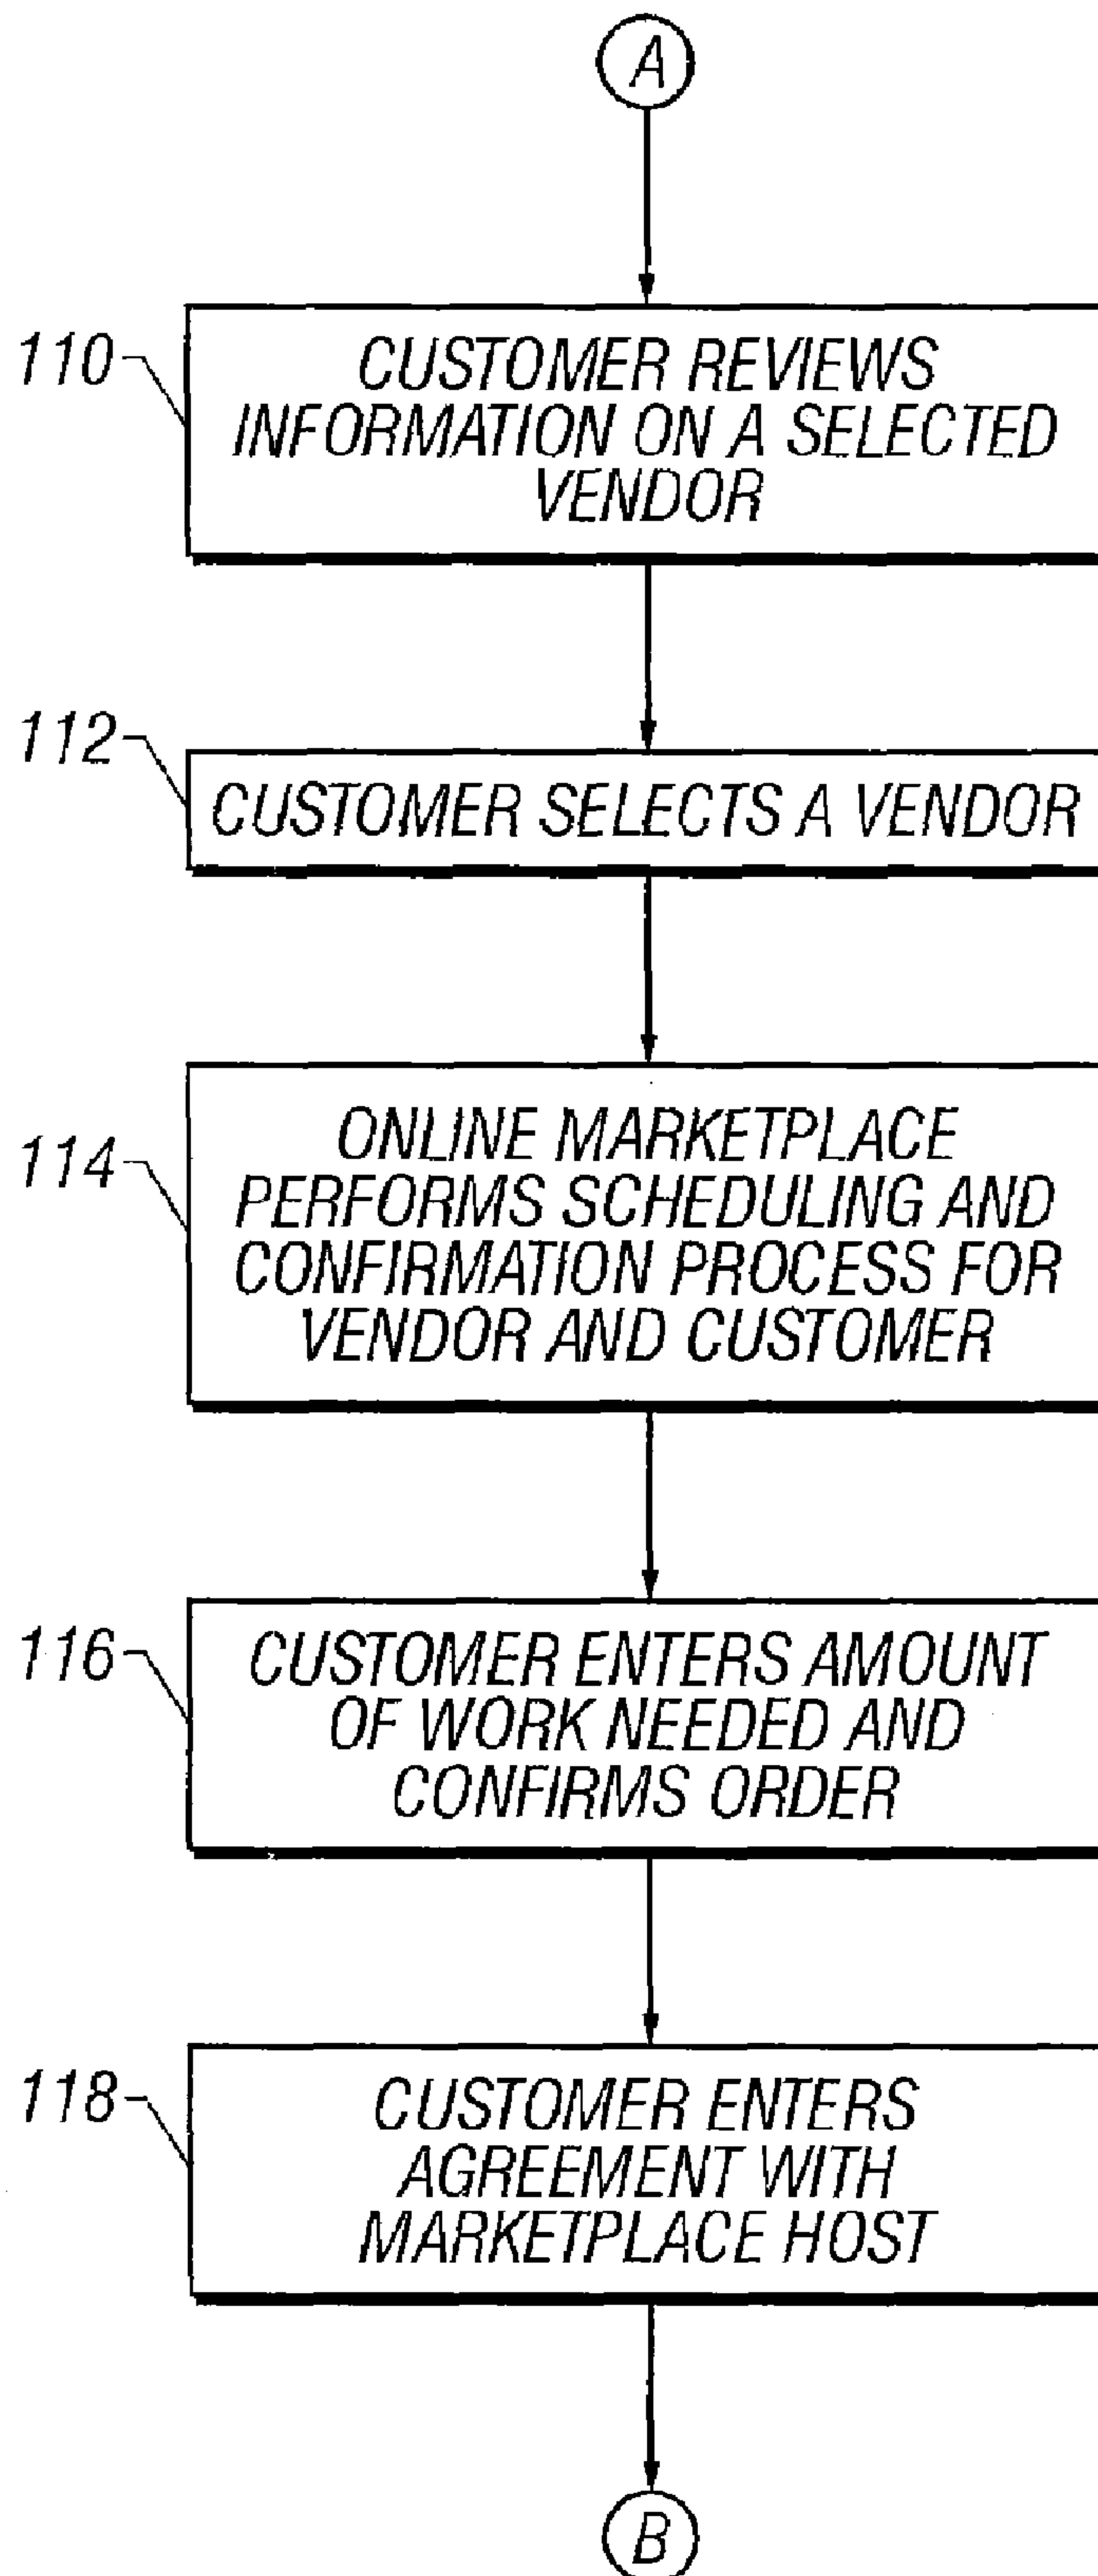 A
110
CUSTOMER REVIEWS
INFORMATION ON A SELECTED
VENDOR
112
CUSTOMER SELECTS A VENDOR
114
ONLINE MARKETPLACE
PERFORMS SCHEDULING AND
CONFIRMATION PROCESS FOR
VENDOR AND CUSTOMER
116
CUSTOMER ENTERS AMOUNT
OF WORK NEEDED AND
CONFIRMS ORDER
118
CUSTOMER ENTERS
AGREEMENT WITH
MARKETPLACE HOST
B